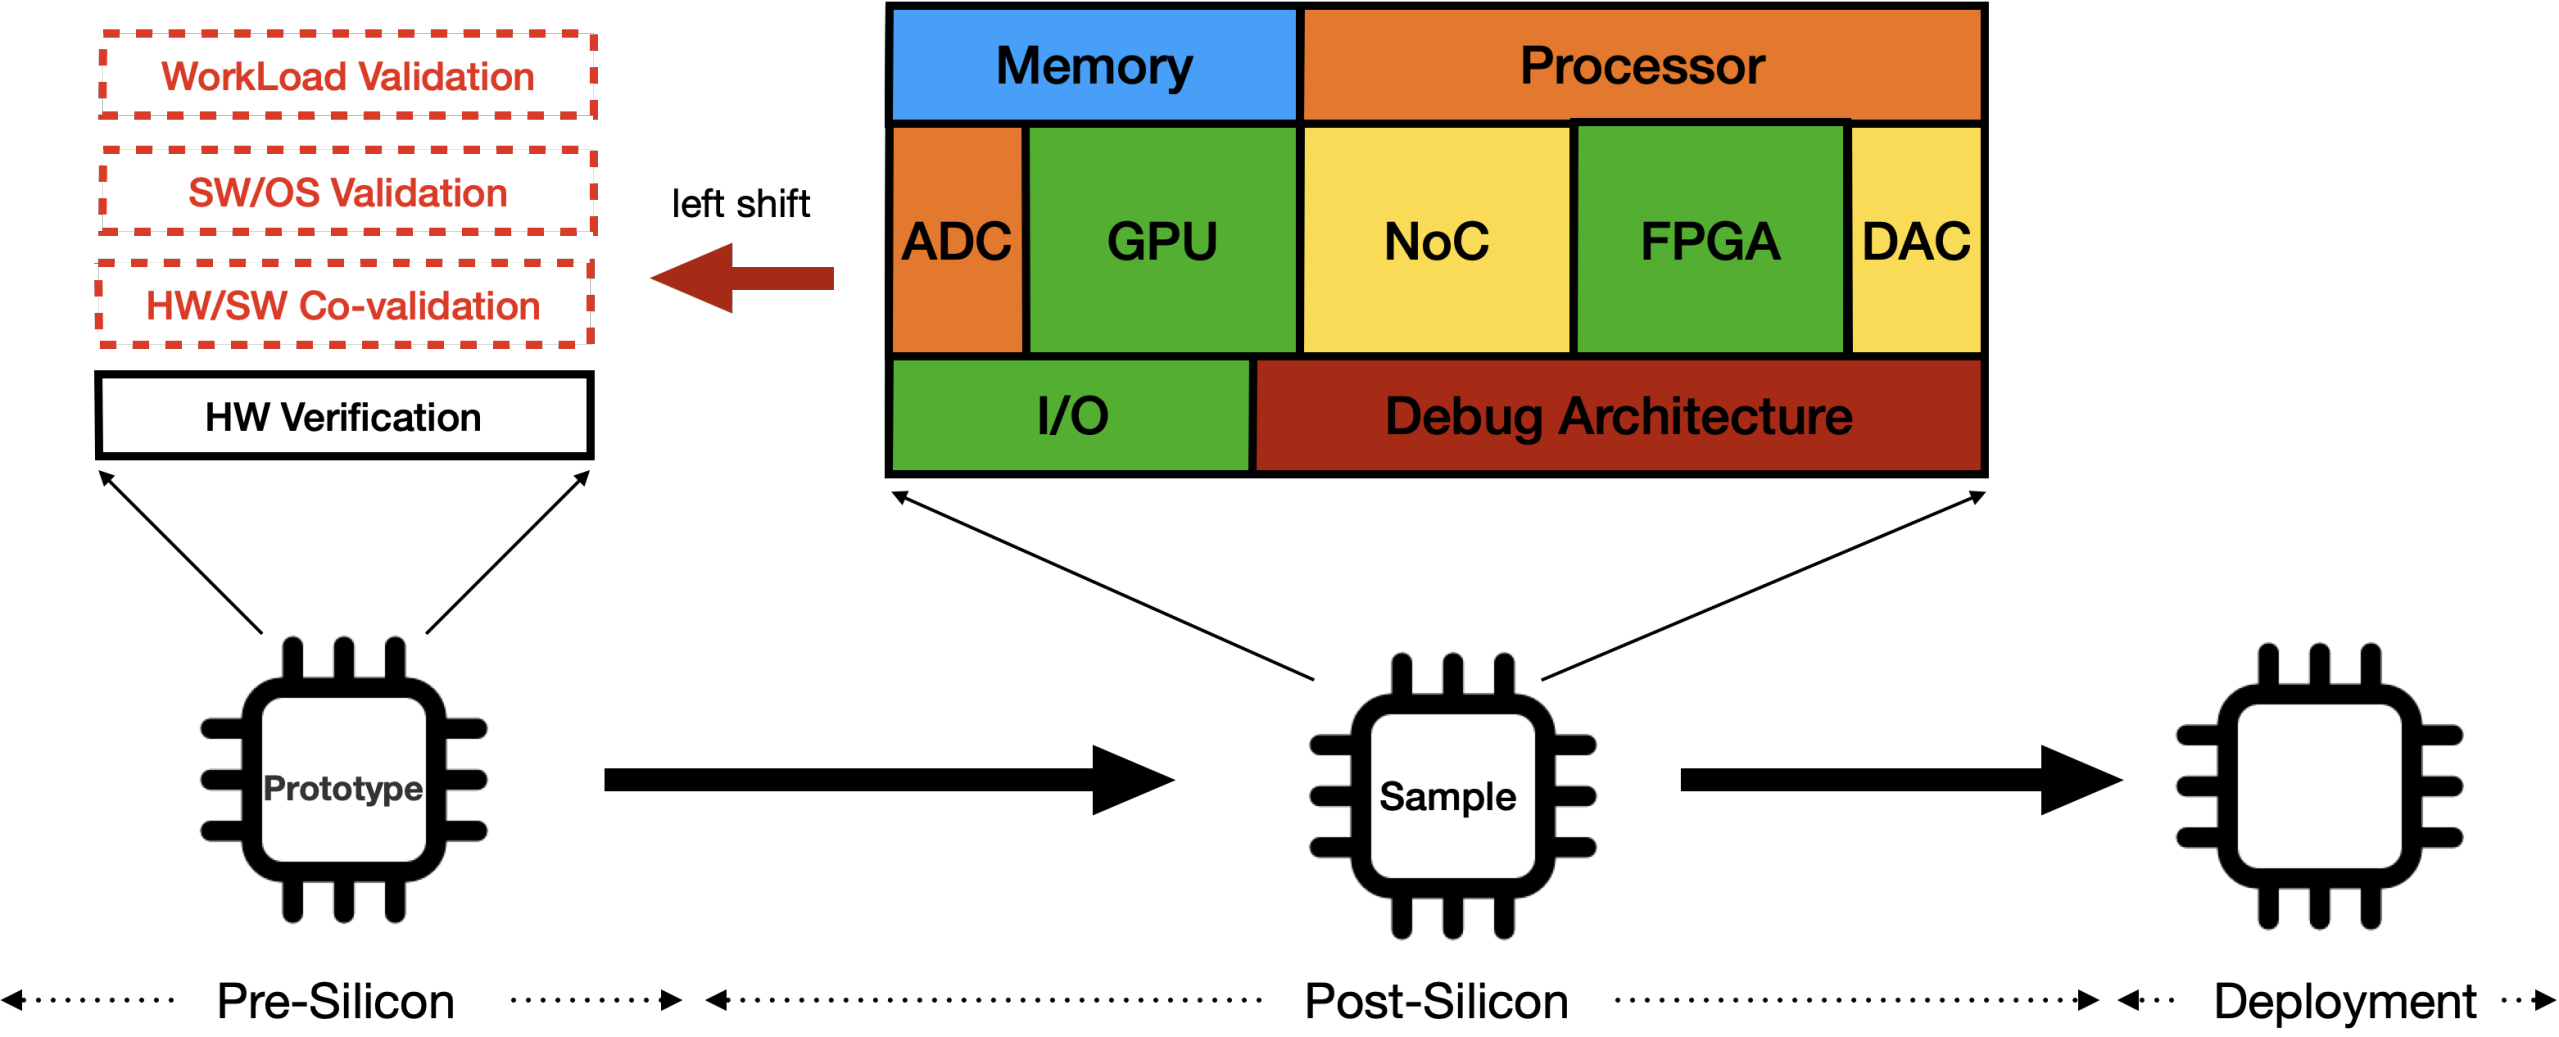 WorkLoad Validation
SW/OS Validation
HW/SW Co-validation
HW Verification
left shift
Memory
Processor
ADC
GPU
NoC
FPGA
DAC
I/O
Debug Architecture
Prototype
Sample
Pre-Silicon
Post-Silicon
Deployment